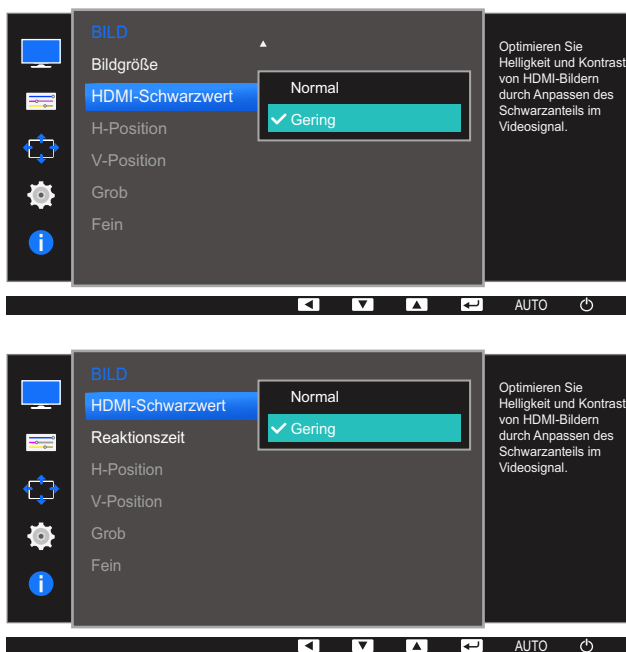 BILD
Bildgröße
HDMI-Schwarzwert
H-Position
V-Position
Grob
Fein
Normal
Gering
Optimieren Sie
Helligkeit und Kontrast
von HDMI-Bildern
durch Anpassen des
Schwarzanteils im
Videosignal.
AUTO
BILD
HDMI-Schwarzwert
Reaktionszeit
H-Position
V-Position
Grob
Fein
Normal
Gering
Optimieren Sie
Helligkeit und Kontrast
von HDMI-Bildern
durch Anpassen des
Schwarzanteils im
Videosignal.
AUTO